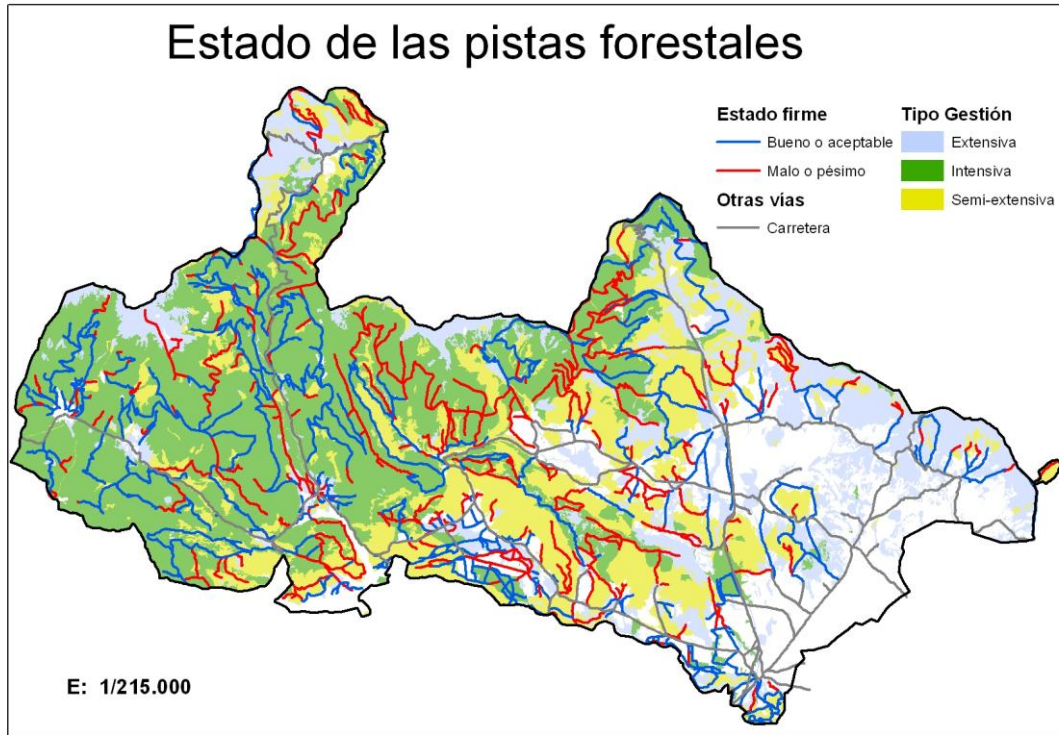 Estado de las pistas forestales
Estado firme
Bueno o aceptable
Malo o pésimo
Otras vías
Carretera
Tipo Gestión
Extensiva
Intensiva
Semi-extensiva
E: 1/215.000